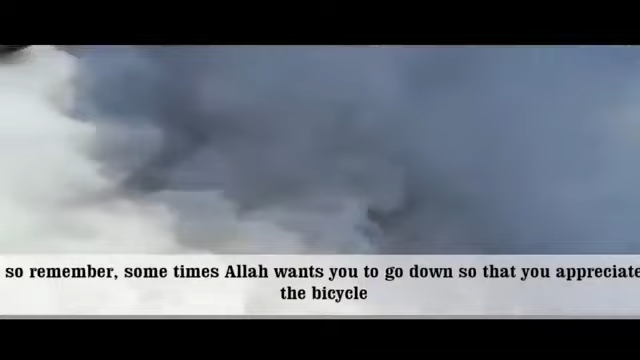 so remember, some times Allah wants you to go down so that you appreciate
the bicycle